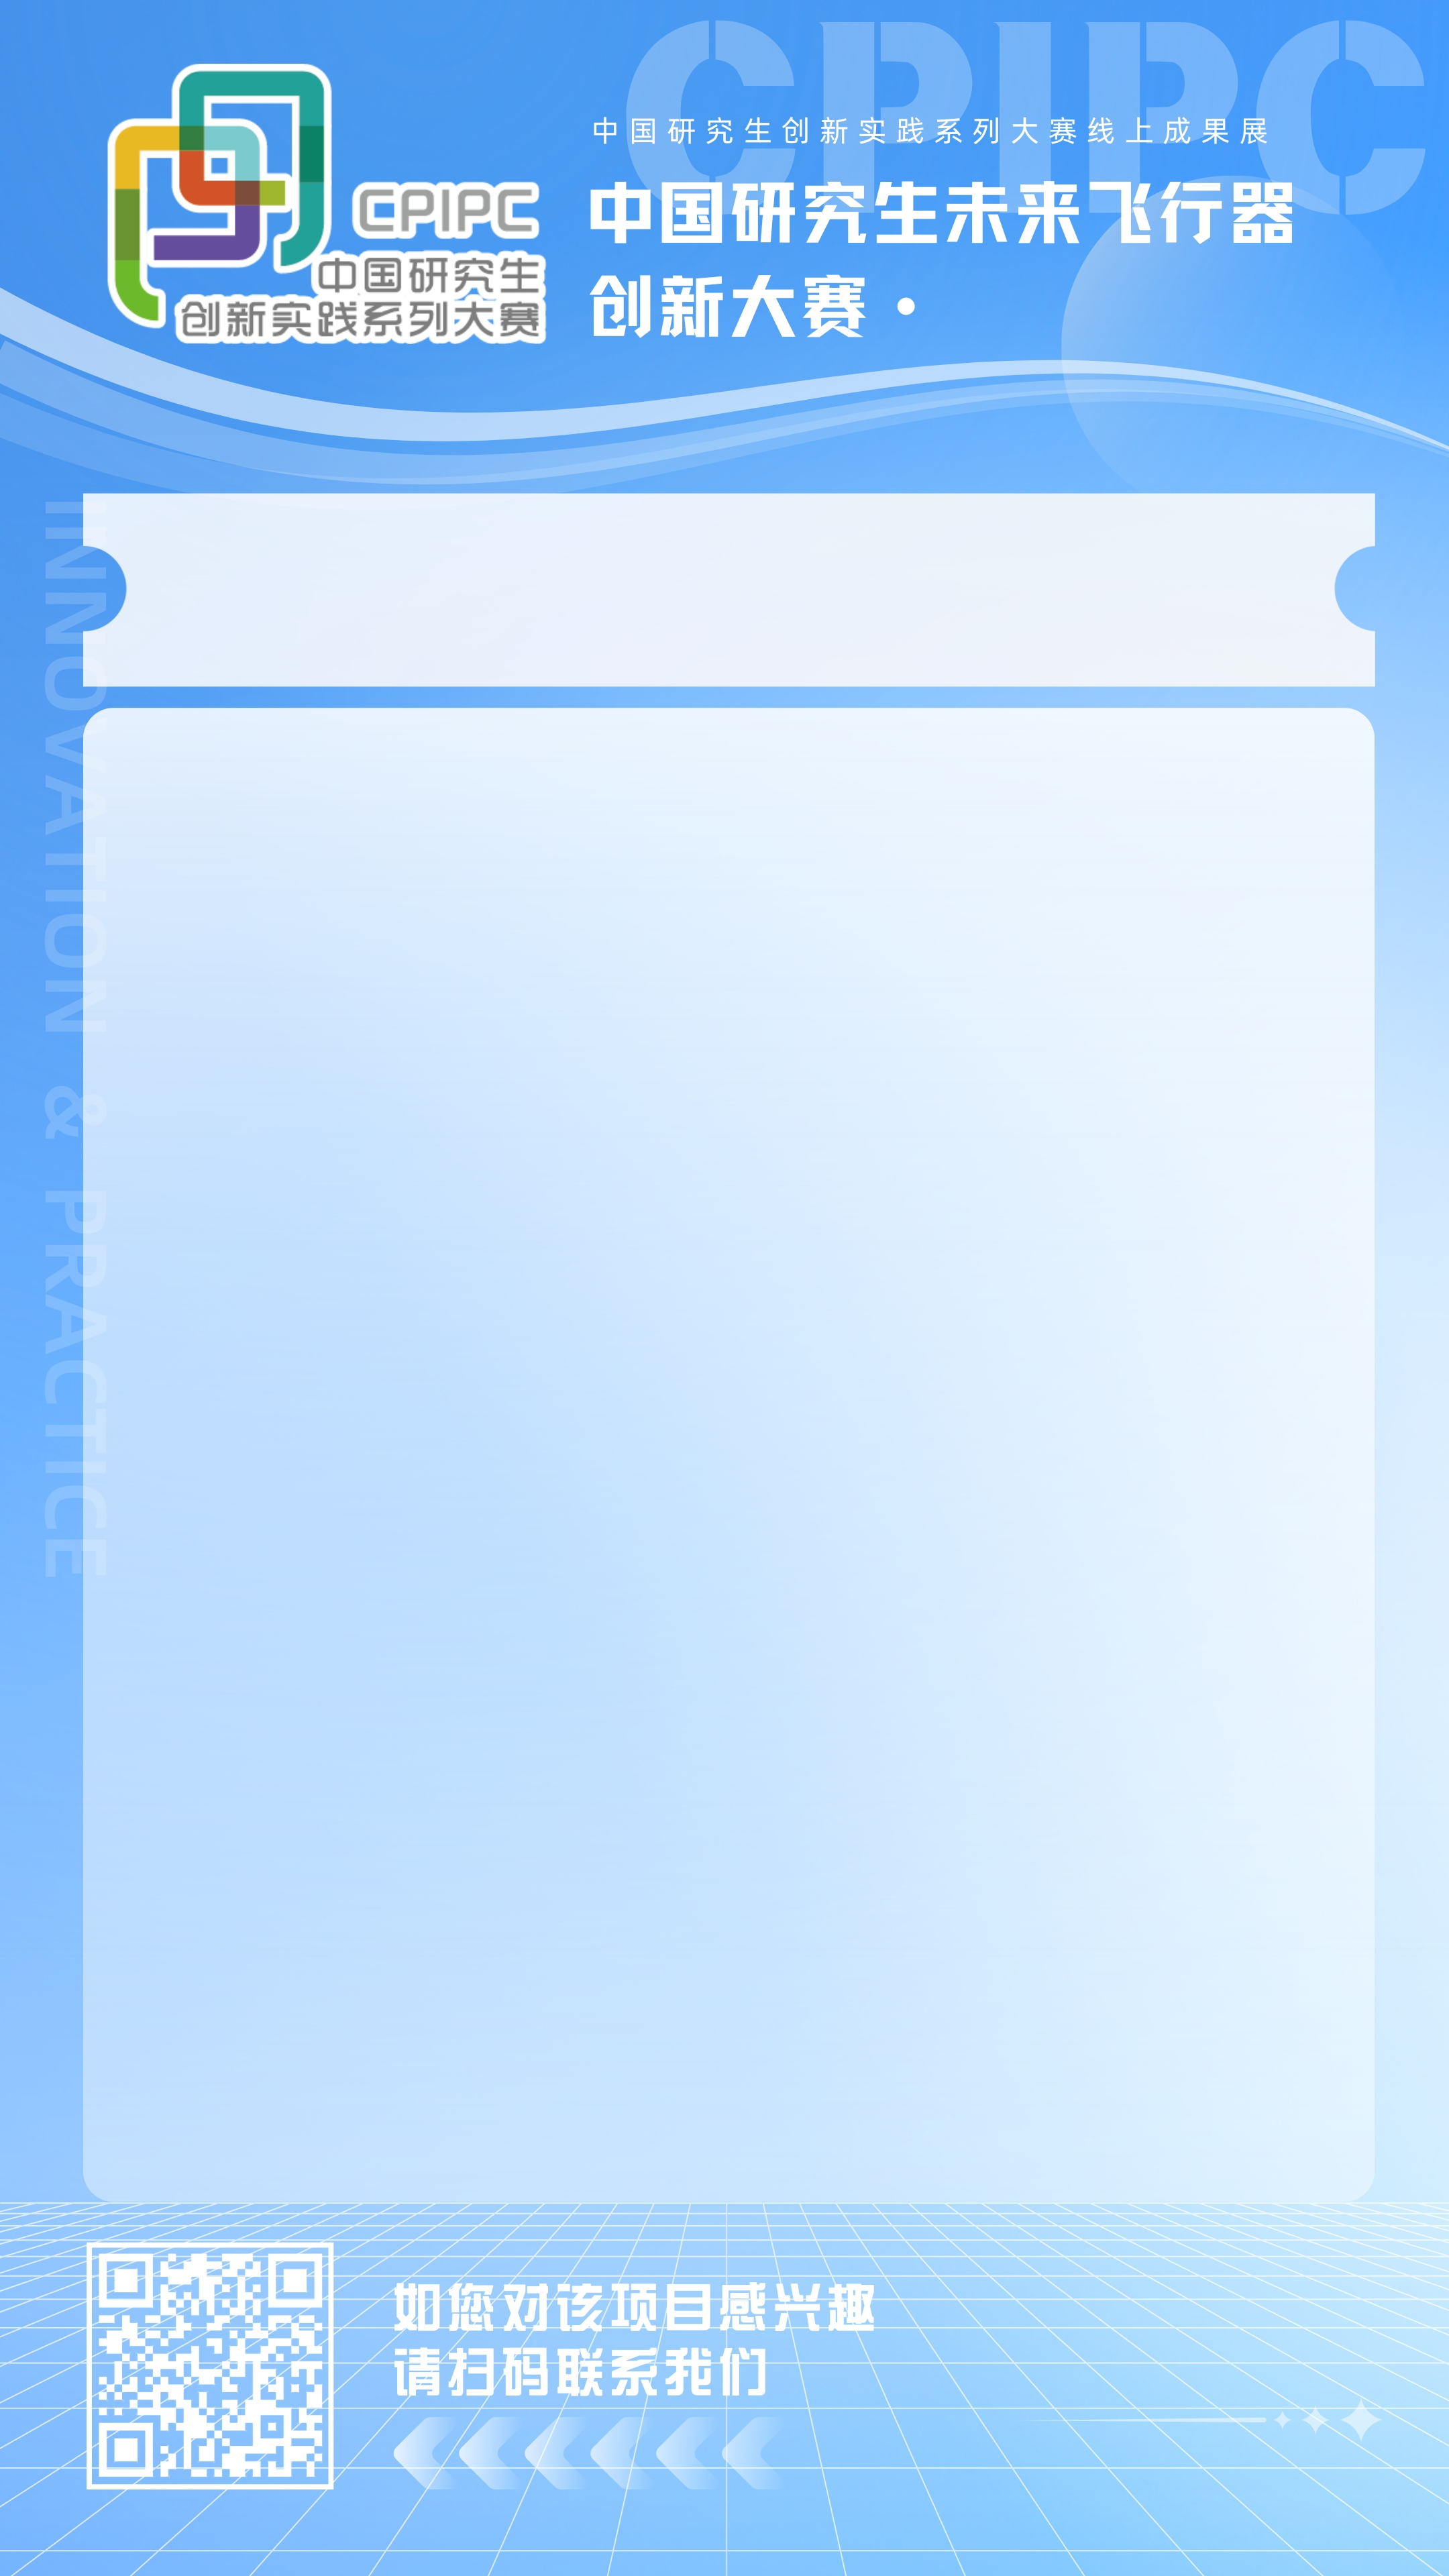 CPIPC
中国研究生创新实践系列大赛线上成果展
中国研究生未来飞行器
创新大赛·
CPIPC
中国研究生
创新实践系列大赛
INNOVATION & PRACTICE
如您对该项目感兴趣
请扫码联系我们